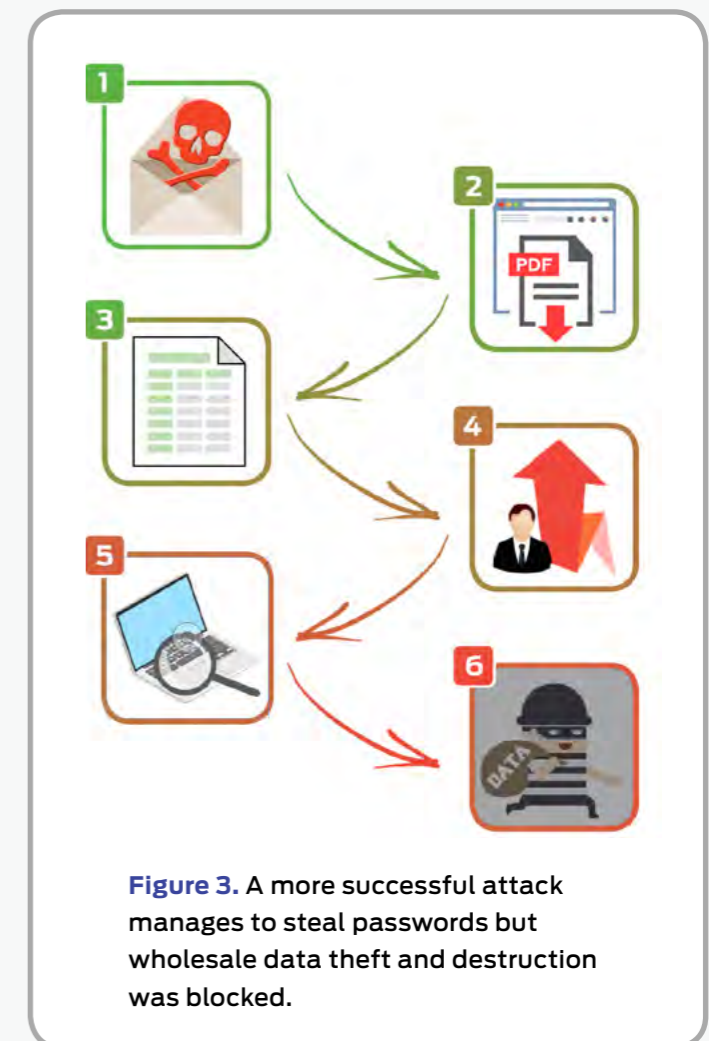 1
2
PDF
3
4
5
6
DATA
Figure 3. A more successful attack
manages to steal passwords but
wholesale data theft and destruction
was blocked.